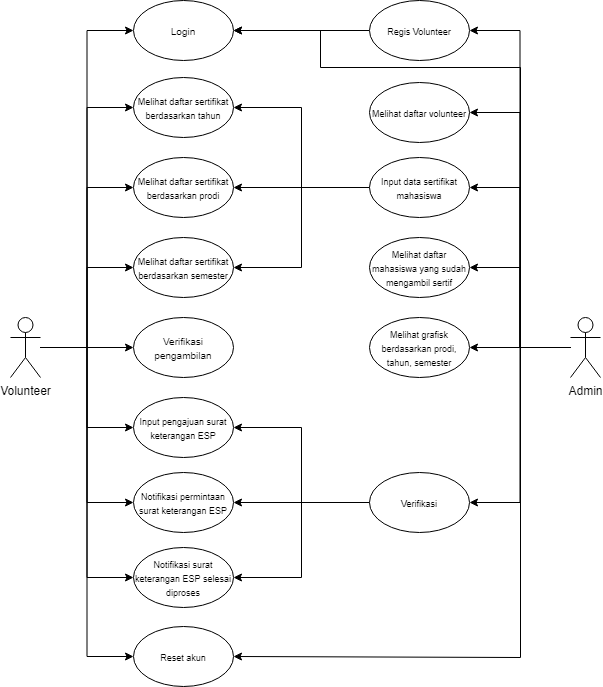 Login
Regis Volunteer
Melihat daftar sertifikat
berdasarkan tahun
Melihat daftar volunteer
Melihat daftar sertifikat
berdasarkan prodi
Input data sertifikat
mahasiswa
Melihat daftar sertifikat
berdasarkan semester
Melihat daftar
mahasiswa yang sudah
mengambil sertif
Verifikasi
pengambilan
Melihat grafisk
berdasarkan prodi,
tahun, semester
Volunteer
Admin
Input pengajuan surat
keterangan ESP
Notifikasi permintaan
surat keterangan ESP
Verifikasi
Notifikasi surat
keterangan ESP selesai
diproses
Reset akun